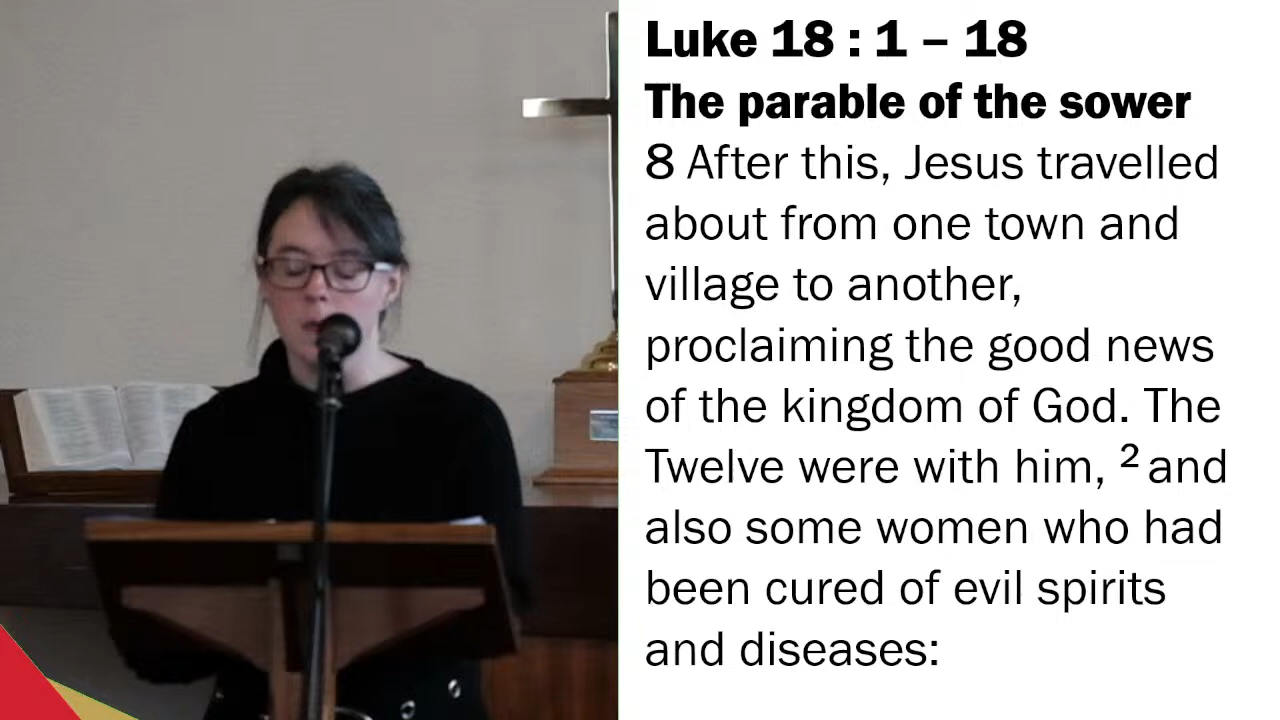 Luke 18 : 1 – 18
The parable of the sower
8 After this, Jesus travelled
about from one town and
village to another,
proclaiming the good news
of the kingdom of God. The
Twelve were with him, ² and
also some women who had
been cured of evil spirits
and diseases: